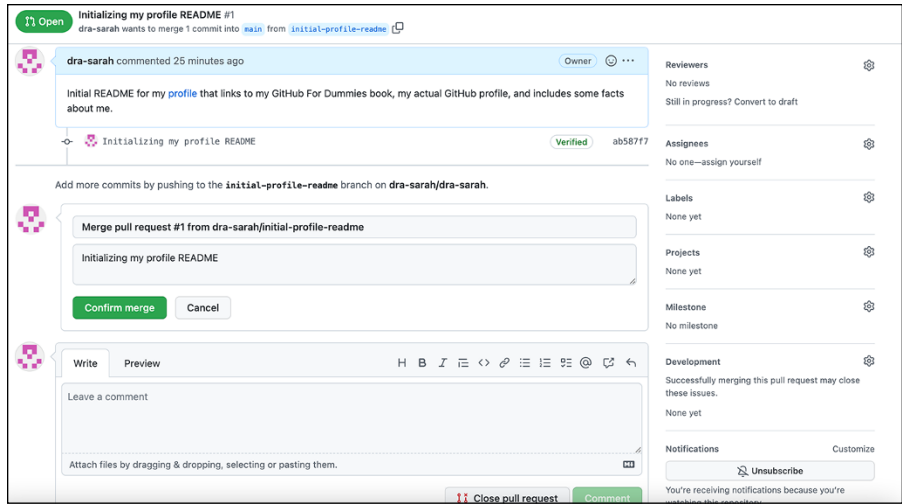 Open
Initializing my profile README #1
dra-sarah wants to merge 1 commit into main from initial-profile-readme
dra-sarah commented 25 minutes ago
Owner
Initial README for my profile that links to my GitHub For Dummies book, my actual GitHub profile, and includes some facts
about me.
Initializing my profile README
Verified
ab587f7
Add more commits by pushing to the initial-profile-readme branch on dra-sarah/dra-sarah.
Merge pull request #1 from dra-sarah/initial-profile-readme
Initializing my profile README
Confirm merge
Cancel
Write
Preview
H B I
Leave a comment
Attach files by dragging & dropping, selecting or pasting them.
Close pull request
Comment
Reviewers
No reviews
Still in progress? Convert to draft
Assignees
No one—assign yourself
Labels
None yet
Projects
None yet
Milestone
No milestone
Development
Successfully merging this pull request may close
these issues.
None yet
Notifications
Customize
Unsubscribe
You're receiving notifications because you're
watching this repository.